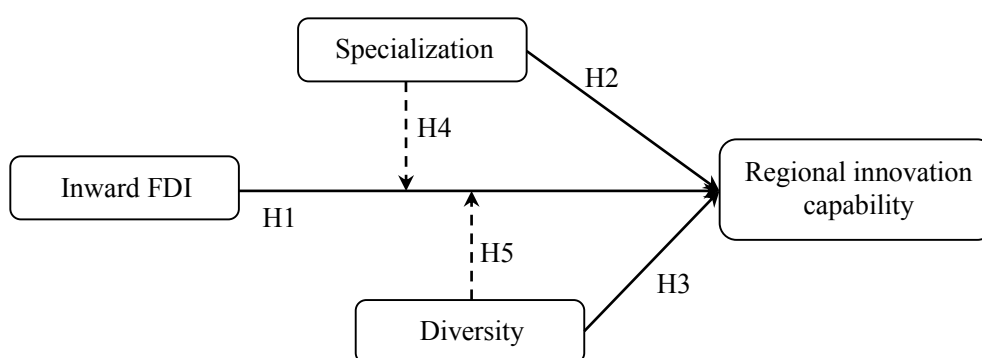 Specialization
H2
H4
Inward FDI
Regional innovation
capability
H1
H5
H3
Diversity